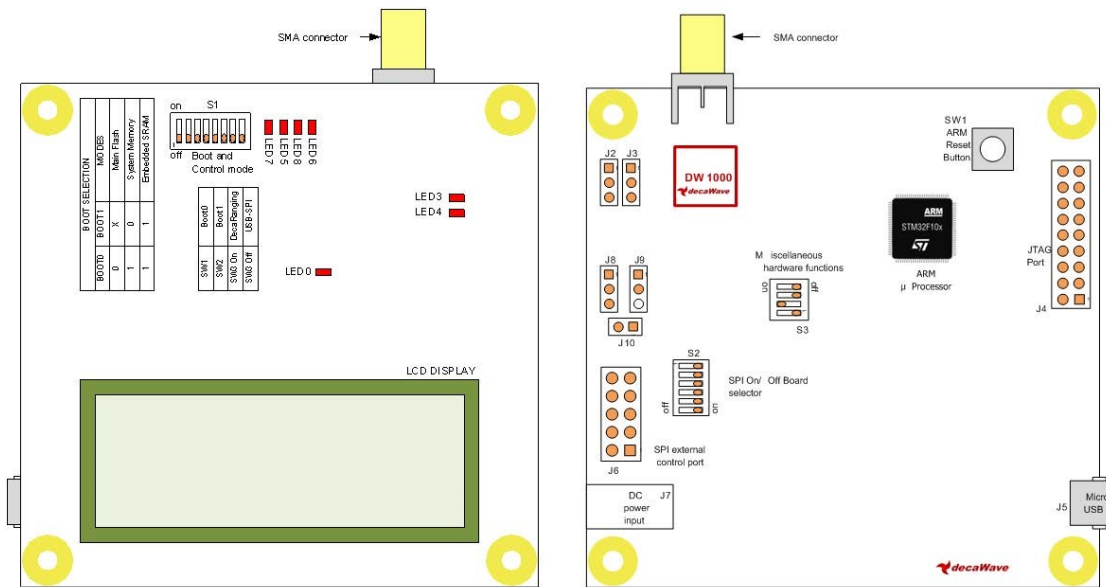 SMA connector
BOOT SELECTION
BOOT0 BOOT1 MODES
0 X Main Flash
1 0 System Memory
1 1 Embedded SRAM
on
S1
off
Boot and
Control mode
SW1 Boot0
SW2 Boot1
SW6 On DecaRanging
SW6 Off USB-SPI
LED7
LED5
LED8
LED6
LED3
LED4
LED0
LCD DISPLAY
SMA connector
J2 J3
DW 1000
decaWave
SW1
ARM
Reset
Button
ARM
STM32F10x
ST
ARM
µ Processor
JTAG
Port
J4
J8 J9
J10
M iscellaneous
hardware functions
on
off
S3
S2
off
on
SPI On/ Off Board
selector
SPI external
control port
J6
DC
power
input
J7
J5
Micro
USB
decaWave